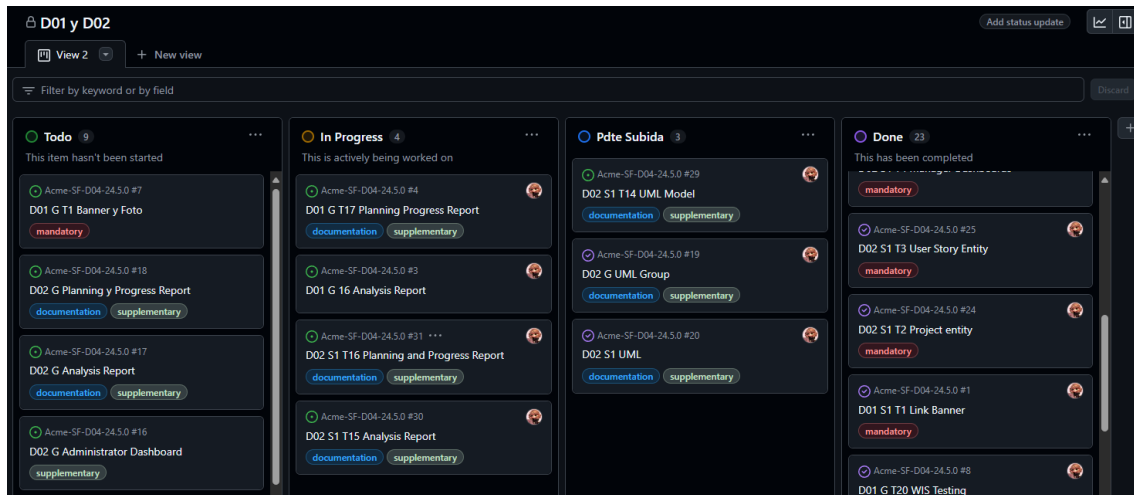 D01 y D02
Add status update
View 2
+ New view
Filter by keyword or by field
Discard
Todo 9
This item hasn't been started
Acme-SF-D04-24.5.0 #7
D01 G T1 Banner y Foto
mandatory
Acme-SF-D04-24.5.0 #18
D02 G Planning y Progress Report
documentation supplementary
Acme-SF-D04-24.5.0 #17
D02 G Analysis Report
documentation supplementary
Acme-SF-D04-24.5.0 #16
D02 G Administrator Dashboard
supplementary
In Progress 4
This is actively being worked on
Acme-SF-D04-24.5.0 #4
D01 G T17 Planning Progress Report
documentation supplementary
Acme-SF-D04-24.5.0 #3
D01 G 16 Analysis Report
Acme-SF-D04-24.5.0 #31
D02 S1 T16 Planning and Progress Report
documentation supplementary
Acme-SF-D04-24.5.0 #30
D02 S1 T15 Analysis Report
documentation supplementary
Pdte Subida 3
Acme-SF-D04-24.5.0 #29
D02 S1 T14 UML Model
documentation supplementary
Acme-SF-D04-24.5.0 #19
D02 G UML Group
documentation supplementary
Acme-SF-D04-24.5.0 #20
D02 S1 UML
documentation supplementary
Done 23
This has been completed
mandatory
Acme-SF-D04-24.5.0 #25
D02 S1 T3 User Story Entity
mandatory
Acme-SF-D04-24.5.0 #24
D02 S1 T2 Project entity
mandatory
Acme-SF-D04-24.5.0 #1
D01 S1 T1 Link Banner
mandatory
Acme-SF-D04-24.5.0 #8
D01 G T20 WIS Testing